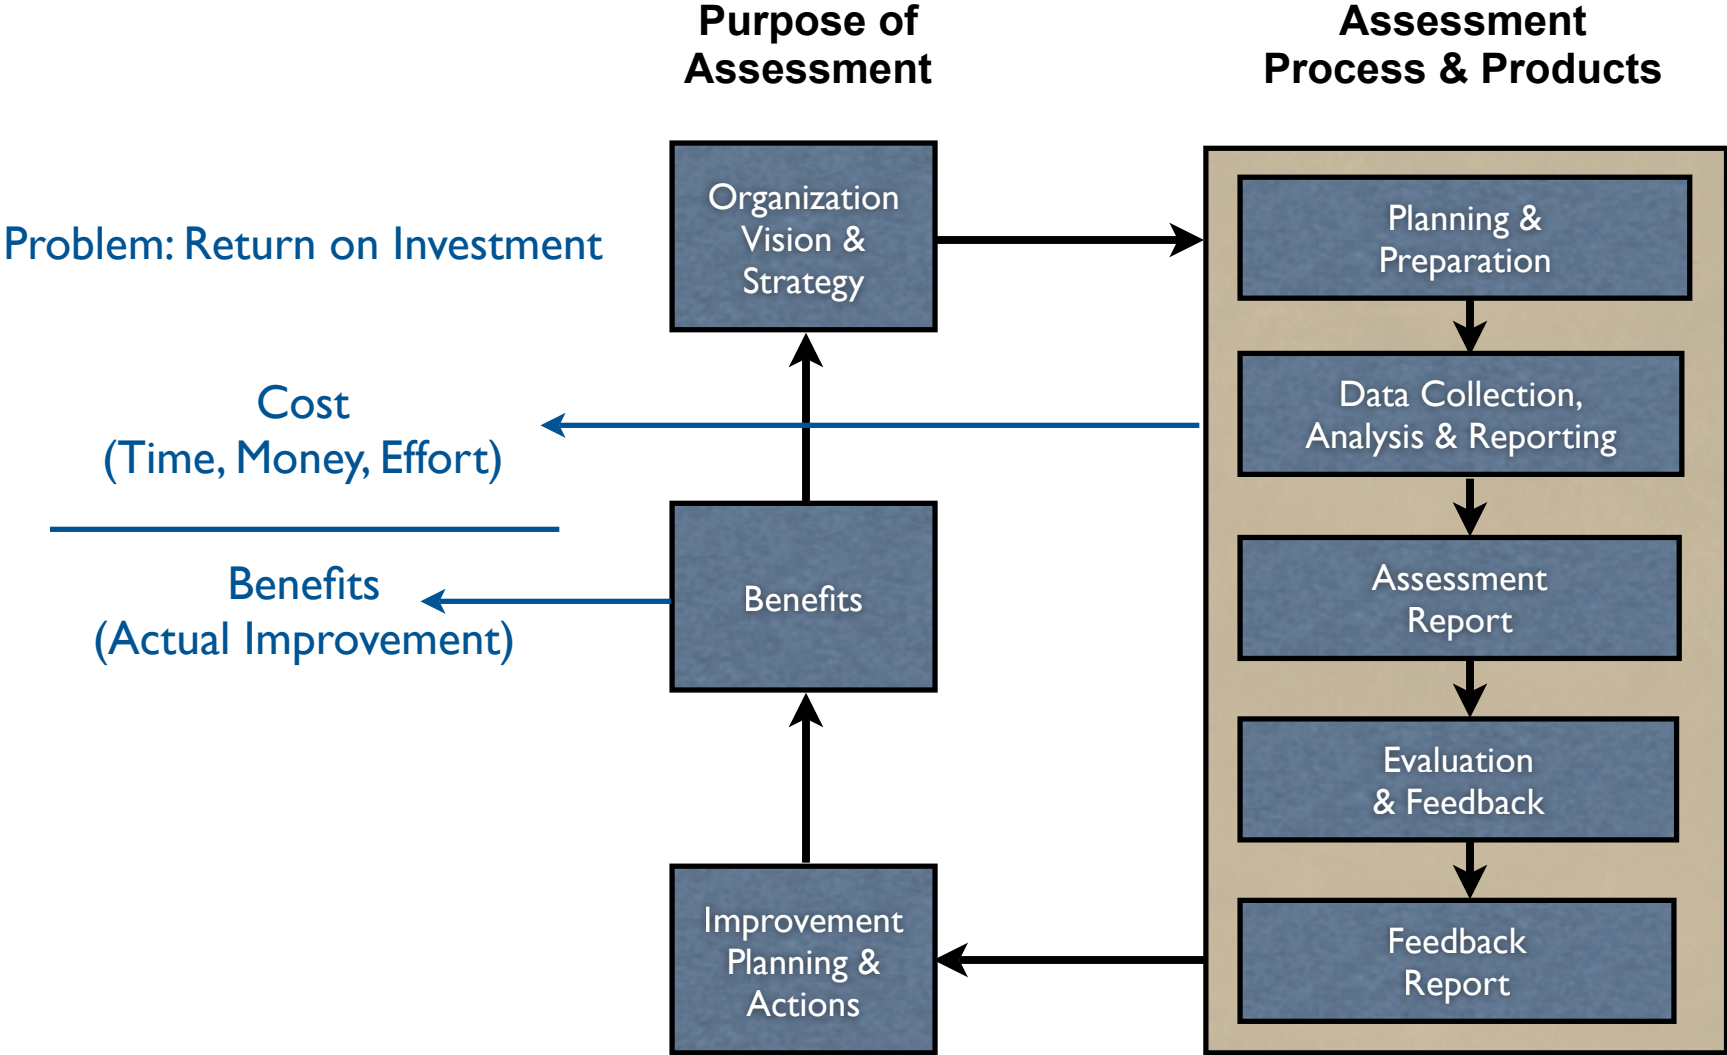 Purpose of
Assessment
Assessment
Process & Products
Problem: Return on Investment
Cost
(Time, Money, Effort)
Benefits
(Actual Improvement)
Organization
Vision &
Strategy
Benefits
Improvement
Planning &
Actions
Planning &
Preparation
Data Collection,
Analysis & Reporting
Assessment
Report
Evaluation
& Feedback
Feedback
Report